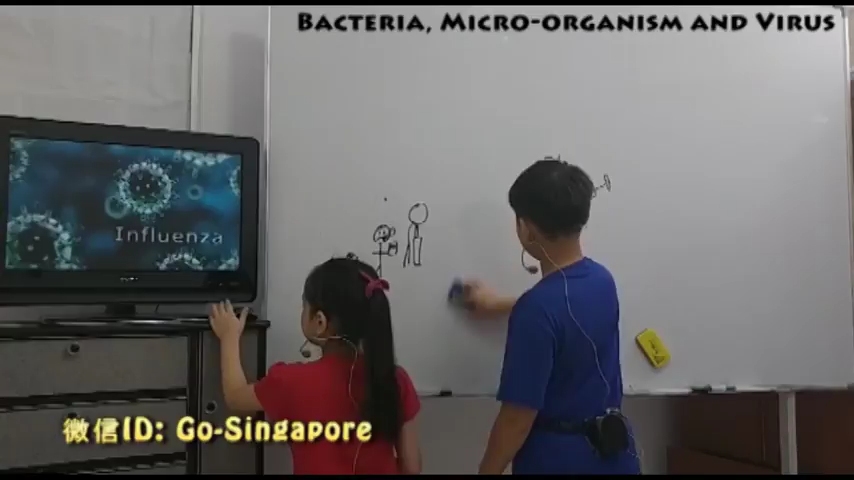 BACTERIA, MICRO-ORGANISM AND VIRUS
Influenza
微信ID: Go-Singapore